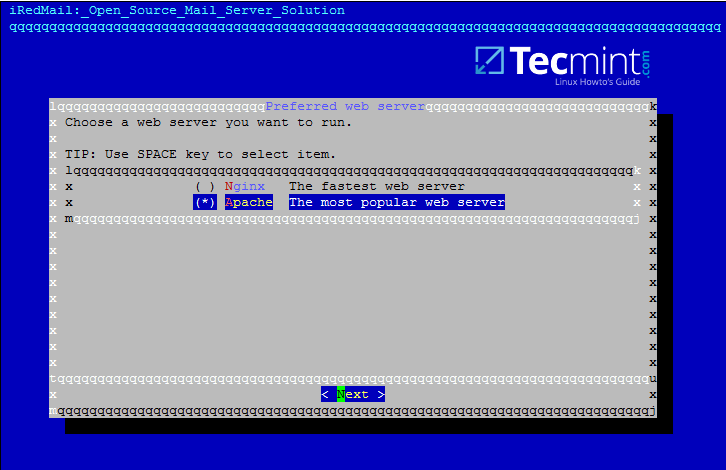 iRedMail:_Open_Source_Mail_Server_Solution
qqqqqqqqqqqqqqqqqqqqqqqqqqqqqqqqqqqqqqqqqqqqqqqqqqqqqqqqqqqqqqqqqqqqqqqqqqqqqqqqqqqqqqqqq
Tecmint.com
Linux Howto's Guide
lqqqqqqqqqqqqqqqqqqqqqqqqqqPreferred web serverqqqqqqqqqqqqqqqqqqqqqqqqqqqqk
x Choose a web server you want to run. x
x x
x TIP: Use SPACE key to select item. x
x lqqqqqqqqqqqqqqqqqqqqqqqqqqqqqqqqqqqqqqqqqqqqqqqqqqqqqqqqqqqqqqqqqqqqqqk x
x x ( ) Nginx The fastest web server x x
x x (*) Apache The most popular web server x x
x mqqqqqqqqqqqqqqqqqqqqqqqqqqqqqqqqqqqqqqqqqqqqqqqqqqqqqqqqqqqqqqqqqqqqqqj x
x x
x x
x x
x x
x x
x x
x x
x x
x x
tqqqqqqqqqqqqqqqqqqqqqqqqqqqqqqqqqqqqqqqqqqqqqqqqqqqqqqqqqqqqqqqqqqqqqqqqqqu
x < Next > x
mqqqqqqqqqqqqqqqqqqqqqqqqqqqqqqqqqqqqqqqqqqqqqqqqqqqqqqqqqqqqqqqqqqqqqqqqqqj